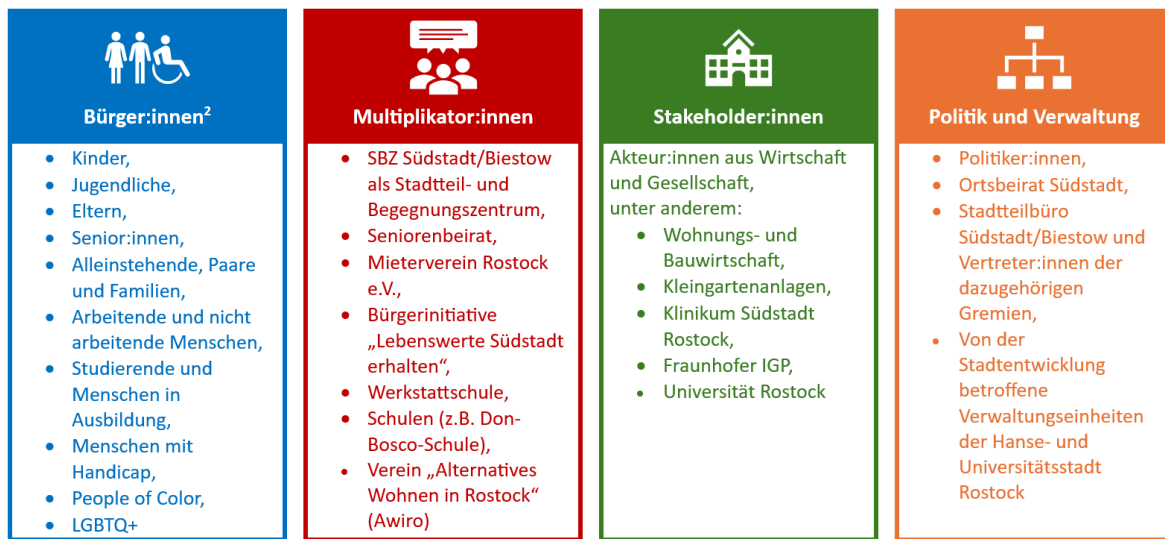 Bürger:innen²
• Kinder,
• Jugendliche,
• Eltern,
• Senior:innen,
• Alleinstehende, Paare
und Familien,
• Arbeitende und nicht
arbeitende Menschen,
• Studierende und
Menschen in
Ausbildung,
• Menschen mit
Handicap,
• People of Color,
• LGBTQ+
Multiplikator:innen
• SBZ Südstadt/Biestow
als Stadtteil- und
Begegnungszentrum,
• Seniorenbeirat,
• Mieterverein Rostock
e.V.,
• Bürgerinitiative
„Lebenswerte Südstadt
erhalten“,
• Werkstattschule,
• Schulen (z.B. Don-
Bosco-Schule),
• Verein „Alternatives
Wohnen in Rostock“
(Awiro)
Stakeholder:innen
Akteur:innen aus Wirtschaft
und Gesellschaft,
unter anderem:
• Wohnungs- und
Bauwirtschaft,
• Kleingartenanlagen,
• Klinikum Südstadt
Rostock,
• Fraunhofer IGP,
• Universität Rostock
Politik und Verwaltung
• Politiker:innen,
• Ortsbeirat Südstadt,
• Stadtteilbüro
Südstadt/Biestow und
Vertreter:innen der
dazugehörigen
Gremien,
• Von der
Stadtentwicklung
betroffene
Verwaltungseinheiten
der Hanse- und
Universitätsstadt
Rostock